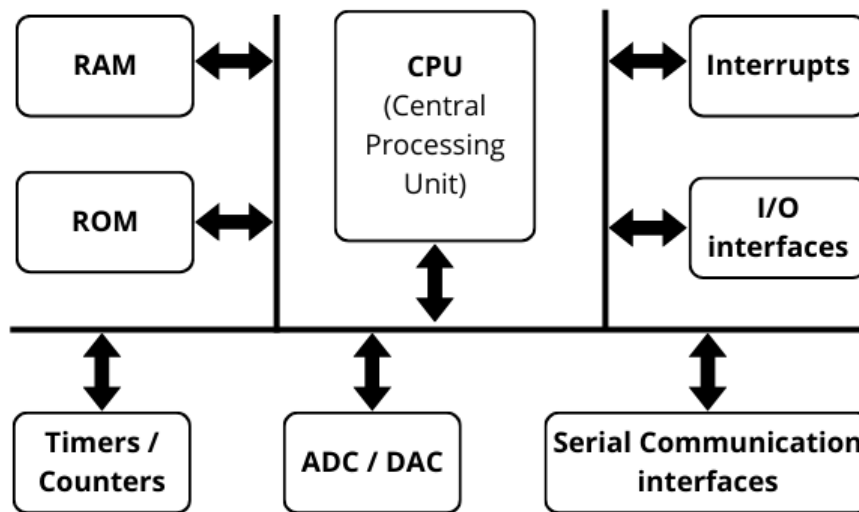 RAM
CPU
(Central
Processing
Unit)
Interrupts
ROM
I/O
interfaces
Timers /
Counters
ADC / DAC
Serial Communication
interfaces